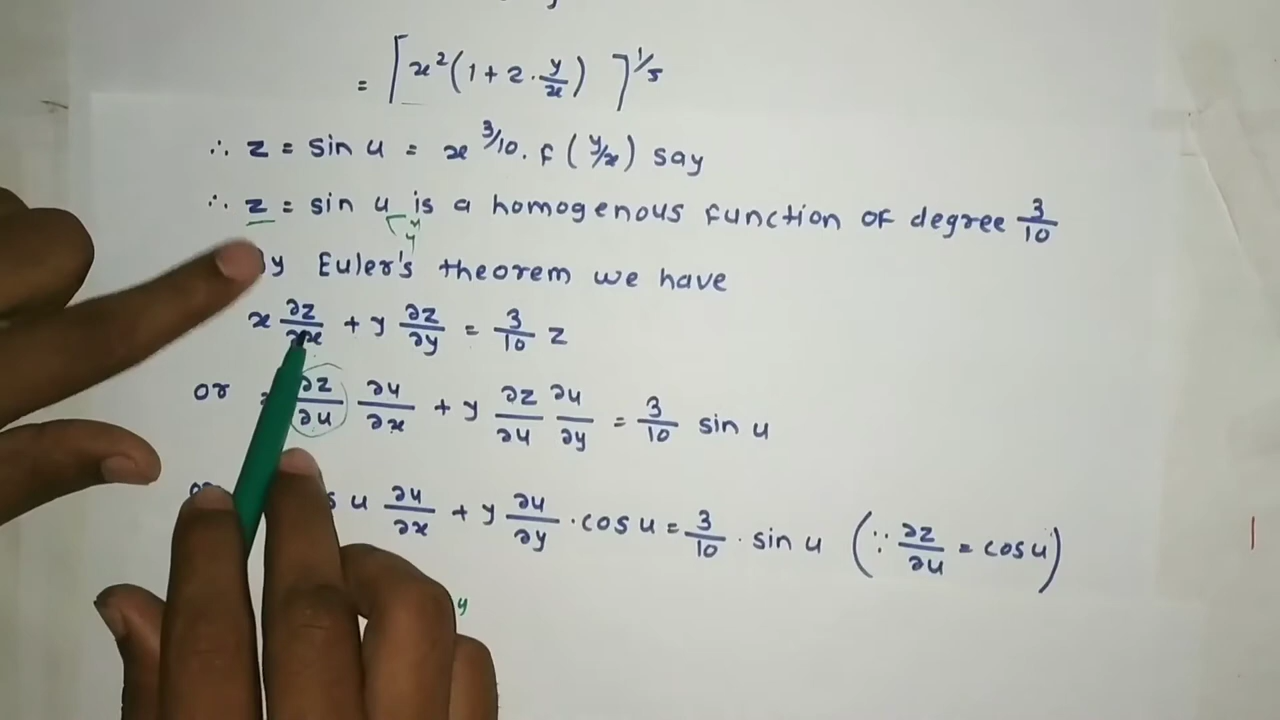 = [x²(1 + 2 · y/x) ]^1/5
∴ z = sin u = x^3/10 · f (y/x) say
∴ z = sin u is a homogenous function of degree 3/10
y Euler's theorem we have
x ∂z/∂x + y ∂z/∂y = 3/10 z
or = ∂z/∂u ∂u/∂x + y ∂z/∂u ∂u/∂y = 3/10 sin u
u ∂u/∂x + y ∂u/∂y · cos u = 3/10 · sin u (∵ ∂z/∂u = cos u)
y